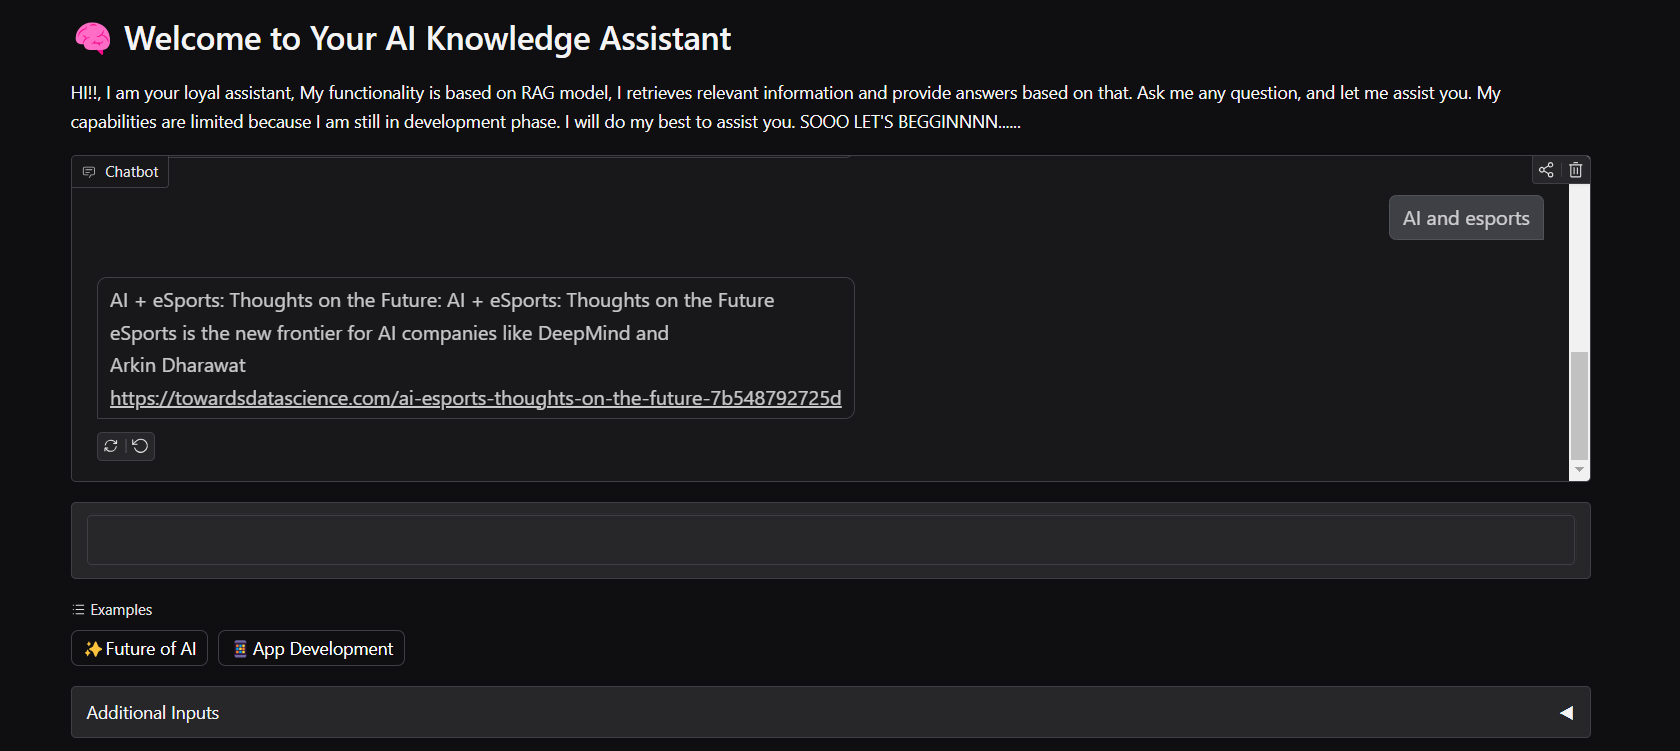 Welcome to Your AI Knowledge Assistant
HI!!, I am your loyal assistant, My functionality is based on RAG model, I retrieves relevant information and provide answers based on that. Ask me any question, and let me assist you. My
capabilities are limited because I am still in development phase. I will do my best to assist you. SOOO LET'S BEGGINNNN......
Chatbot
AI and esports
AI + eSports: Thoughts on the Future: AI + eSports: Thoughts on the Future
eSports is the new frontier for AI companies like DeepMind and
Arkin Dharawat
https://towardsdatascience.com/ai-esports-thoughts-on-the-future-7b548792725d
Examples
✨Future of AI
App Development
Additional Inputs